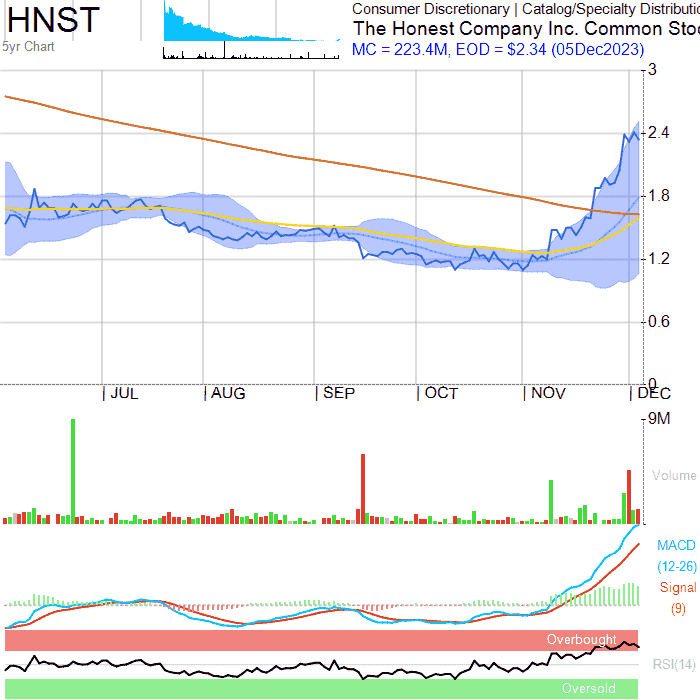 HNST
5yr Chart
Consumer Discretionary | Catalog/Specialty Distributio
The Honest Company Inc. Common Sto
MC = 223.4M, EOD = $2.34 (05Dec2023)
3
2.4
1.8
1.2
0.6
0
JUL AUG SEP OCT NOV DEC
9M
Volume
MACD
(12-26)
Signal
(9)
Overbought
RSI(14)
Oversold